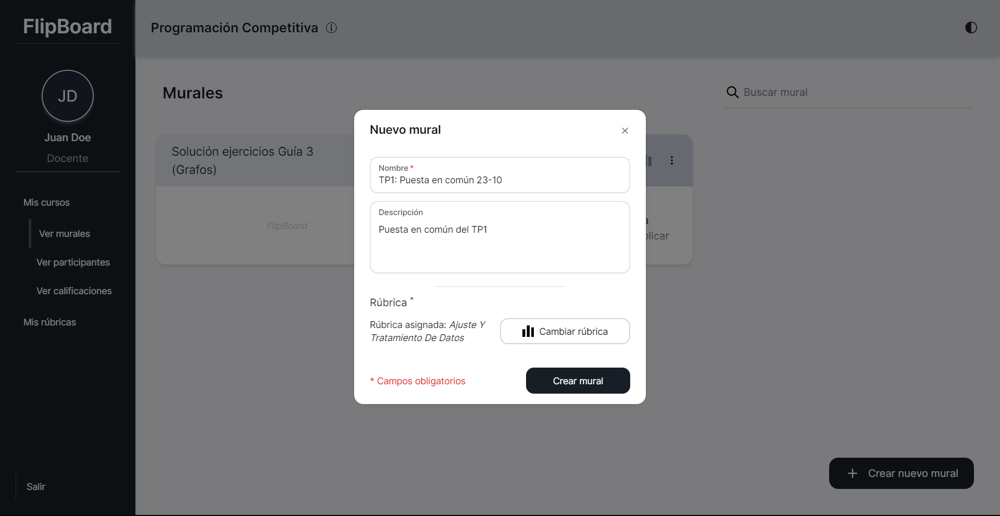 FlipBoard
JD
Juan Doe
Docente
Mis cursos
Ver murales
Ver participantes
Ver calificaciones
Mis rúbricas
Salir
Programación Competitiva
Murales
Buscar mural
Solución ejercicios Guía 3
(Grafos)
FlipBoard
Nuevo mural
Nombre *
TP1: Puesta en común 23-10
Descripción
Puesta en común del TP1
Rúbrica *
Rúbrica asignada: Ajuste Y
Tratamiento De Datos
Cambiar rúbrica
* Campos obligatorios
Crear mural
+ Crear nuevo mural